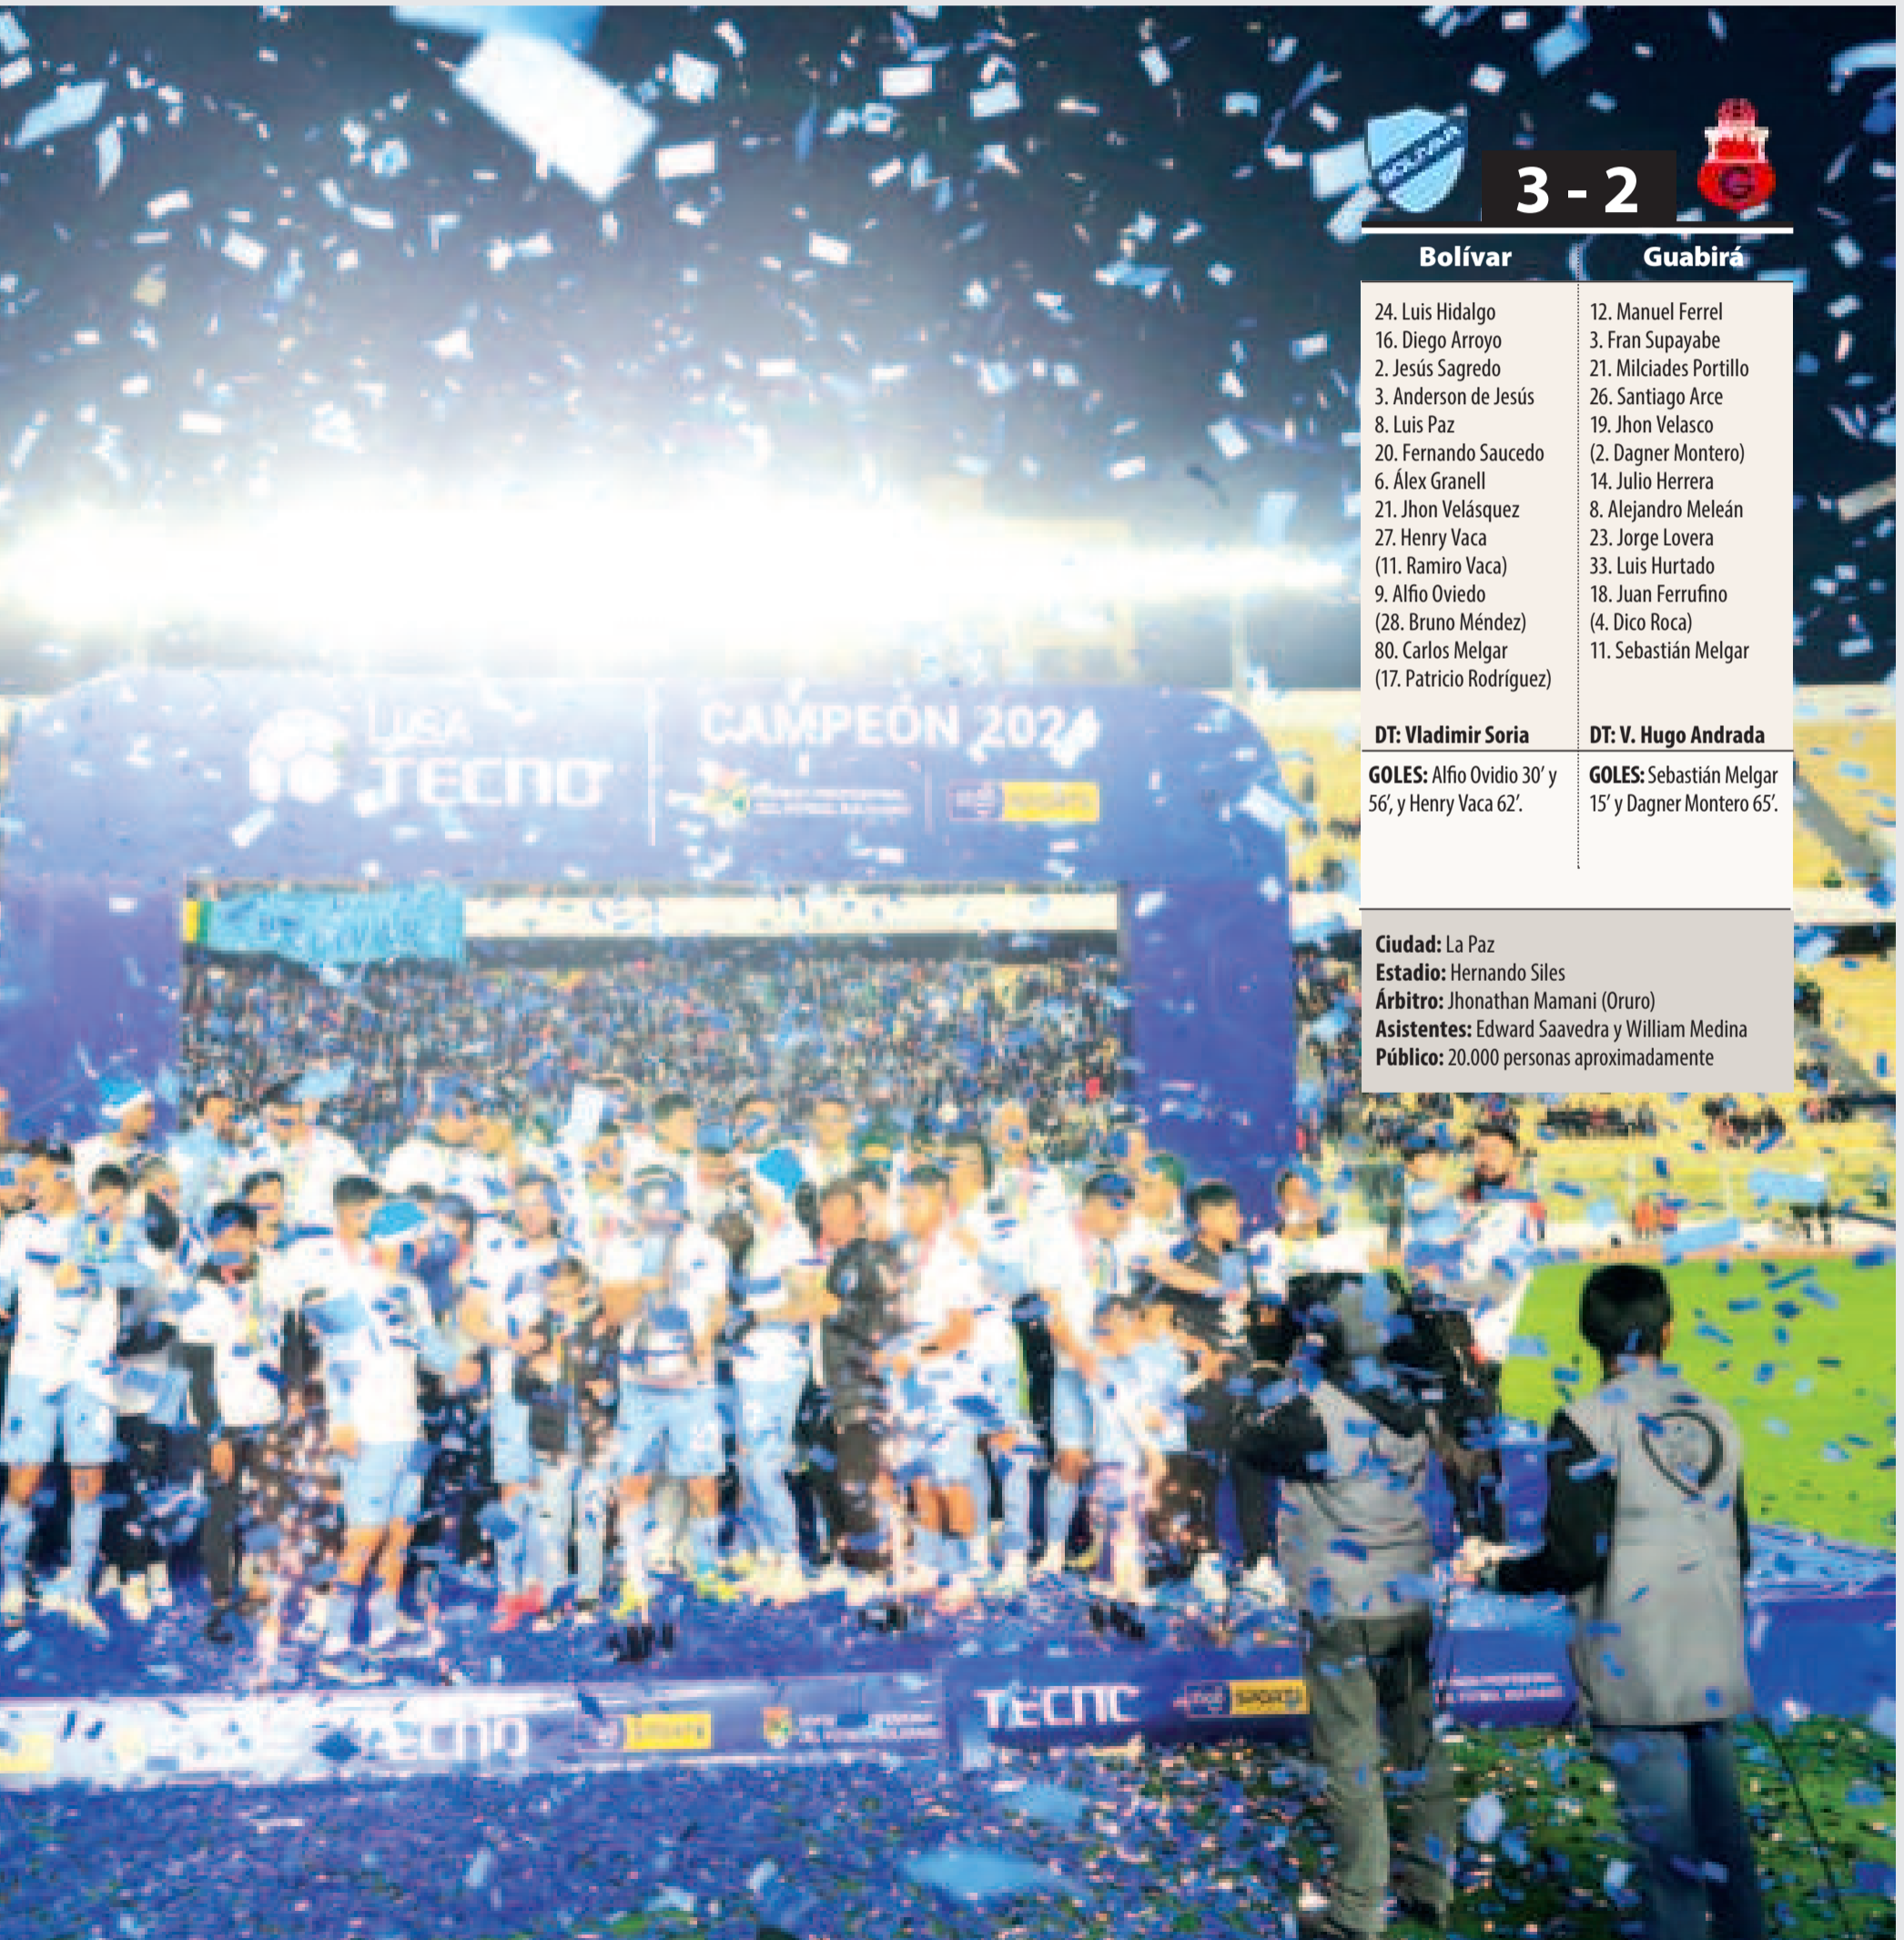 BOLÍVAR
G
3 - 2
Bolívar
Guabirá
24. Luis Hidalgo
16. Diego Arroyo
2. Jesús Sagredo
3. Anderson de Jesús
8. Luis Paz
20. Fernando Saucedo
6. Álex Granell
21. Jhon Velásquez
27. Henry Vaca
(11. Ramiro Vaca)
9. Alfio Oviedo
(28. Bruno Méndez)
80. Carlos Melgar
(17. Patricio Rodríguez)
DT: Vladimir Soria
GOLES: Alfio Ovidio 30’ y
56’, y Henry Vaca 62’.
12. Manuel Ferrel
3. Fran Supayabe
21. Milciades Portillo
26. Santiago Arce
19. Jhon Velasco
(2. Dagner Montero)
14. Julio Herrera
8. Alejandro Meleán
23. Jorge Lovera
33. Luis Hurtado
18. Juan Ferrufino
(4. Dico Roca)
11. Sebastián Melgar
DT: V. Hugo Andrada
GOLES: Sebastián Melgar
15’ y Dagner Montero 65’.
Ciudad: La Paz
Estadio: Hernando Siles
Árbitro: Jhonathan Mamani (Oruro)
Asistentes: Edward Saavedra y William Medina
Público: 20.000 personas aproximadamente
LIGA
TECNO
CAMPEÓN 2024
TECNO
SPORTS